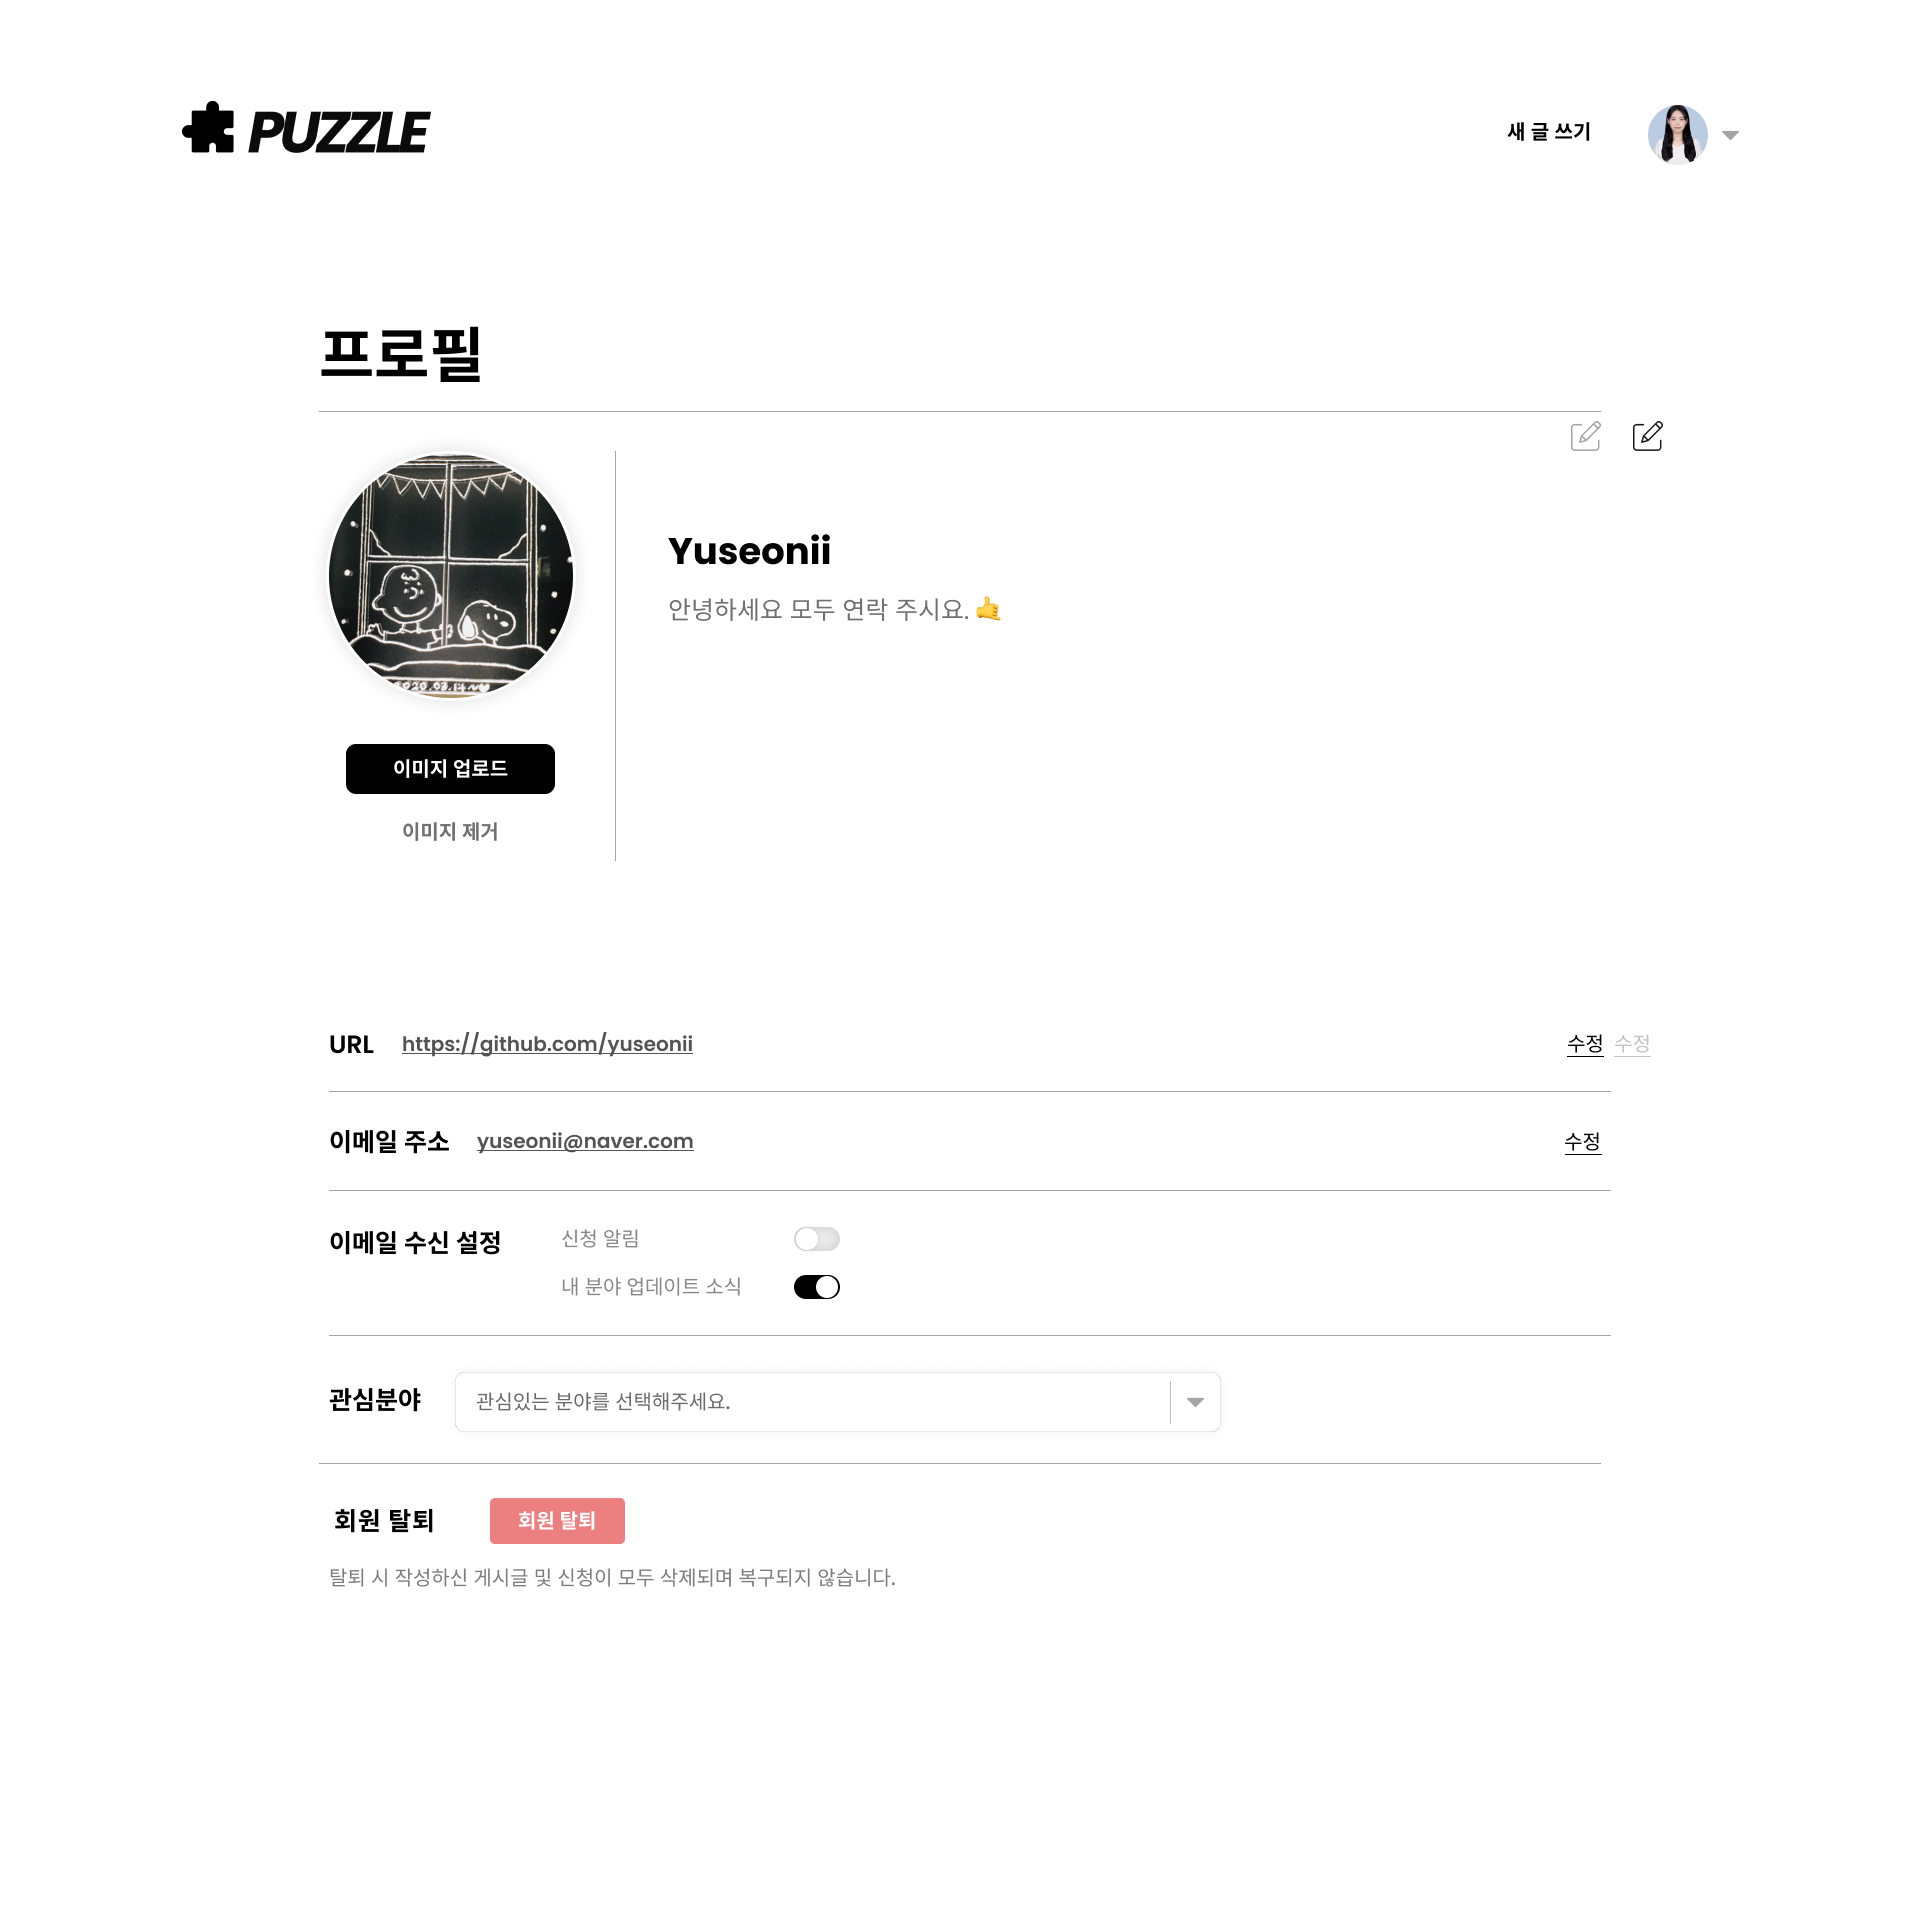 PUZZLE
새 글 쓰기
프로필
Yuseonii
안녕하세요 모두 연락 주시요. 🤙
2020.03.14~♥
이미지 업로드
이미지 제거
URL https://github.com/yuseonii 수정 수정
이메일 주소 yuseonii@naver.com 수정
이메일 수신 설정 신청 알림
내 분야 업데이트 소식
관심분야 관심있는 분야를 선택해주세요.
회원 탈퇴 회원 탈퇴
탈퇴 시 작성하신 게시글 및 신청이 모두 삭제되며 복구되지 않습니다.